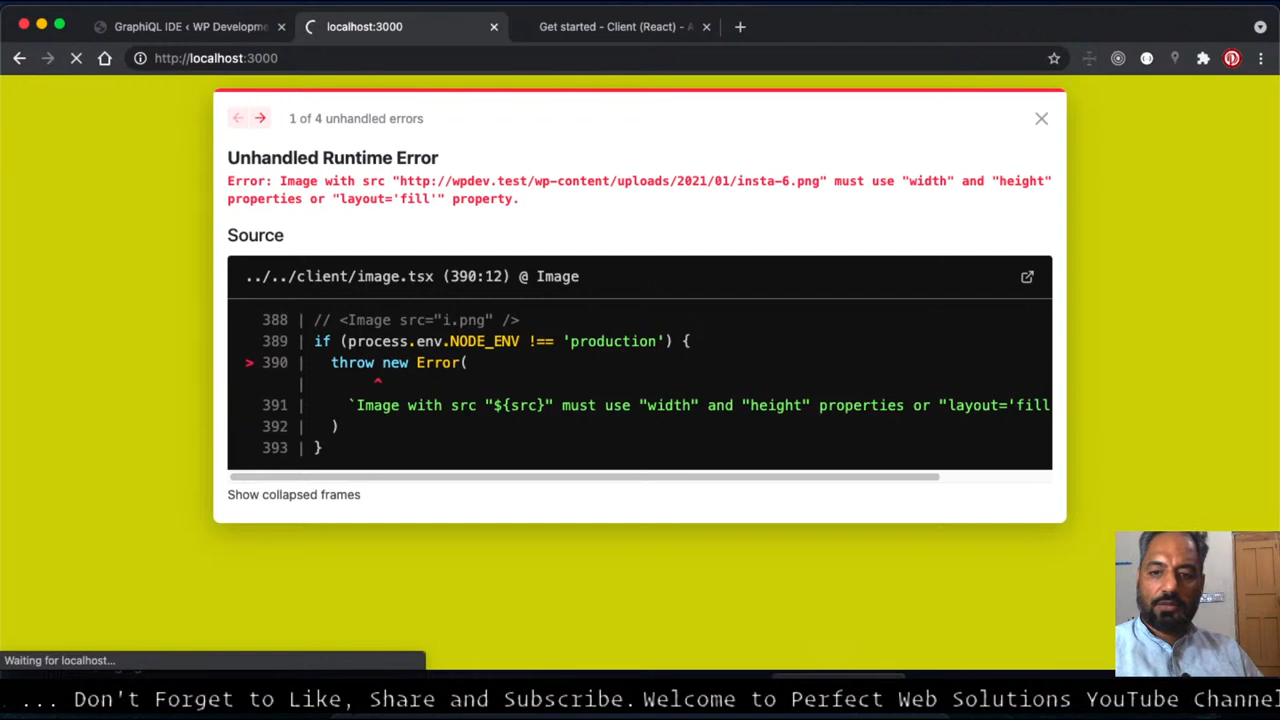 GraphiQL IDE ‹ WP Developme
localhost:3000
Get started - Client (React) - A
http://localhost:3000
1 of 4 unhandled errors
Unhandled Runtime Error
Error: Image with src "http://wpdev.test/wp-content/uploads/2021/01/insta-6.png" must use "width" and "height"
properties or "layout='fill'" property.
Source
../../client/image.tsx (390:12) @ Image
388 | // <Image src="i.png" />
389 | if (process.env.NODE_ENV !== 'production') {
> 390 | throw new Error(
| ^
391 | `Image with src "${src}" must use "width" and "height" properties or "layout='fill
392 | )
393 | }
Show collapsed frames
Waiting for localhost...
... Don't Forget to Like, Share and Subscribe. Welcome to Perfect Web Solutions YouTube Channel